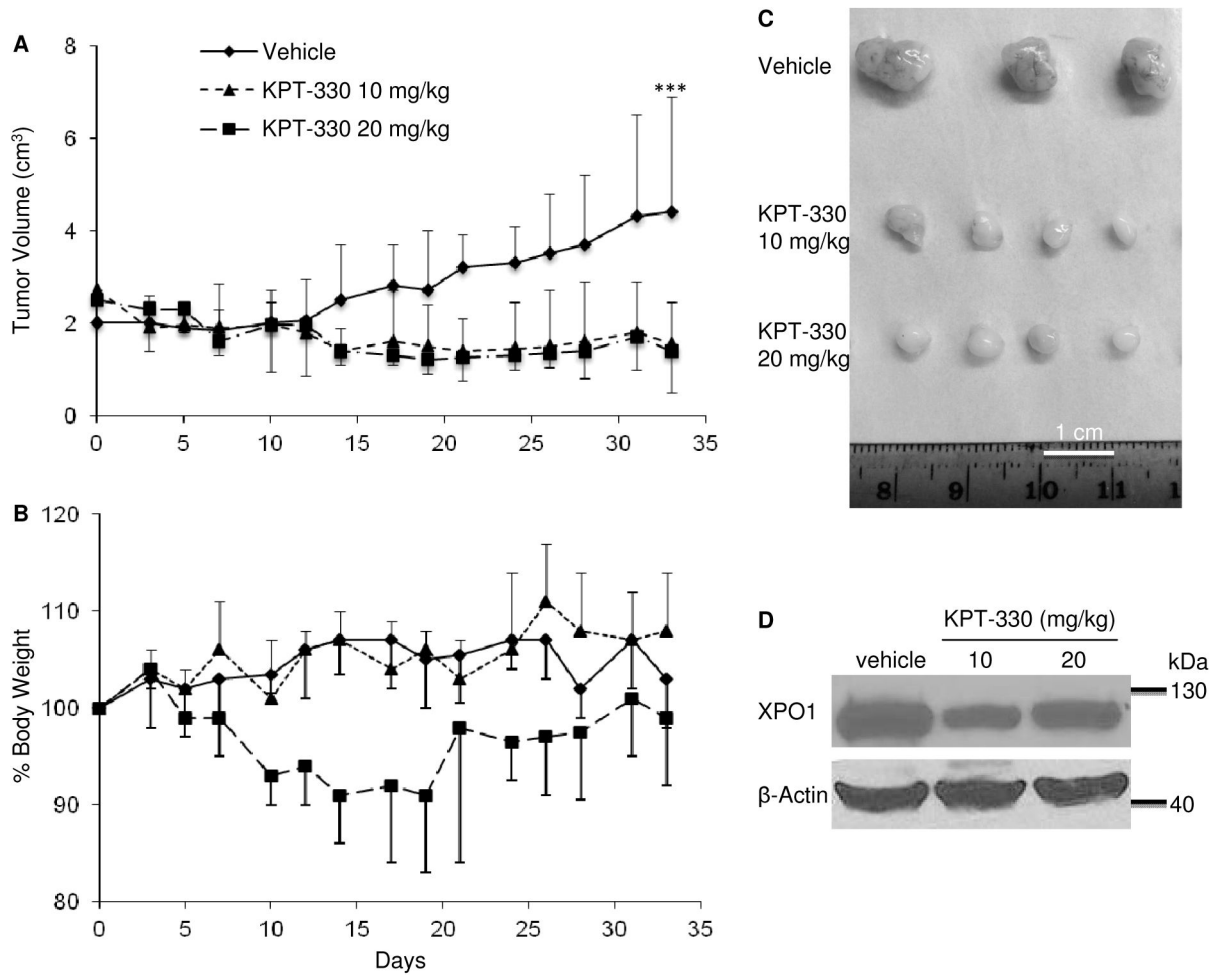 A
8
6
4
2
0
Tumor Volume (cm³)
Vehicle
KPT-330 10 mg/kg
KPT-330 20 mg/kg
***
0 5 10 15 20 25 30 35
B
120
110
100
90
80
% Body Weight
0 5 10 15 20 25 30 35
Days
C
Vehicle
KPT-330
10 mg/kg
KPT-330
20 mg/kg
1 cm
8 9 10 11 1
D
KPT-330 (mg/kg)
vehicle 10 20 kDa
XPO1 130
β-Actin 40